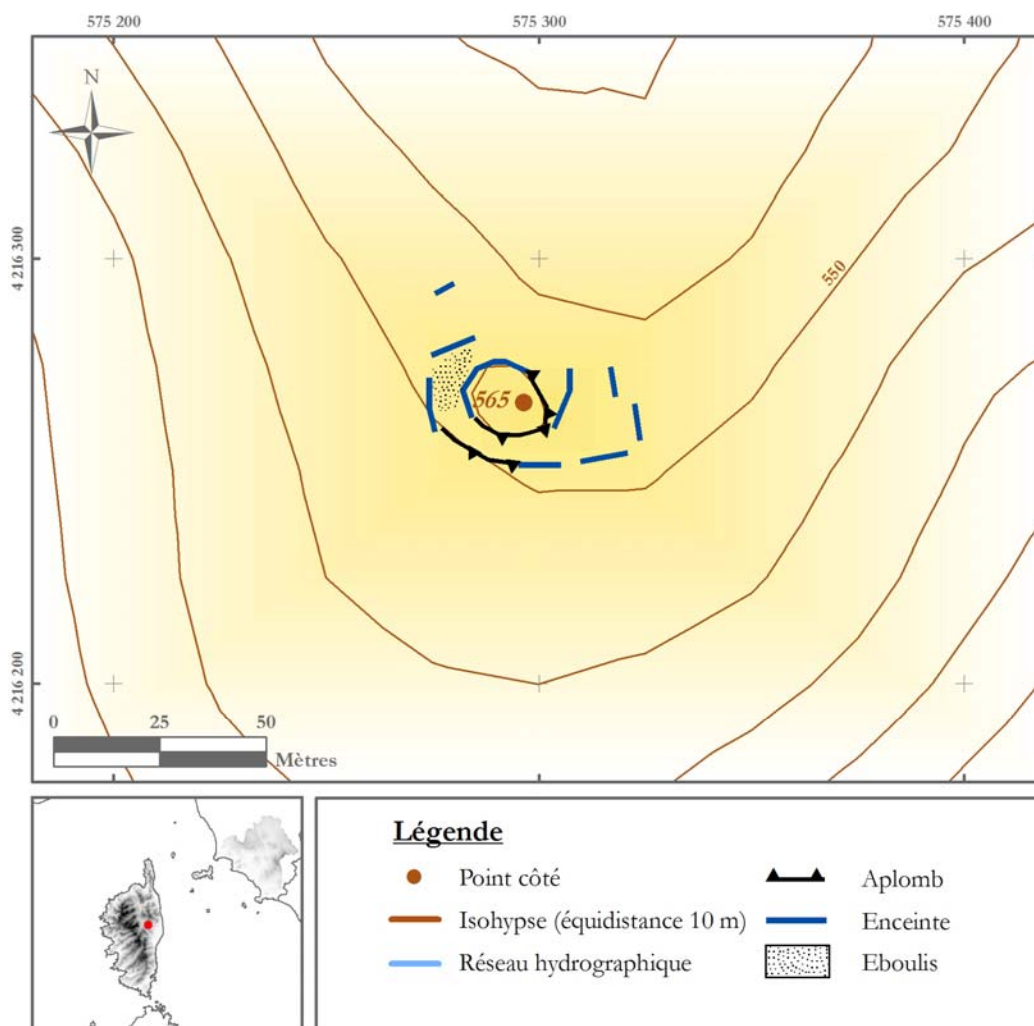 575 200
575 300
575 400
N
4 216 300
550
565
4 216 200
0
25
50
Mètres
Légende
Point côté
Isohypse (équidistance 10 m)
Réseau hydrographique
Aplomb
Enceinte
Eboulis